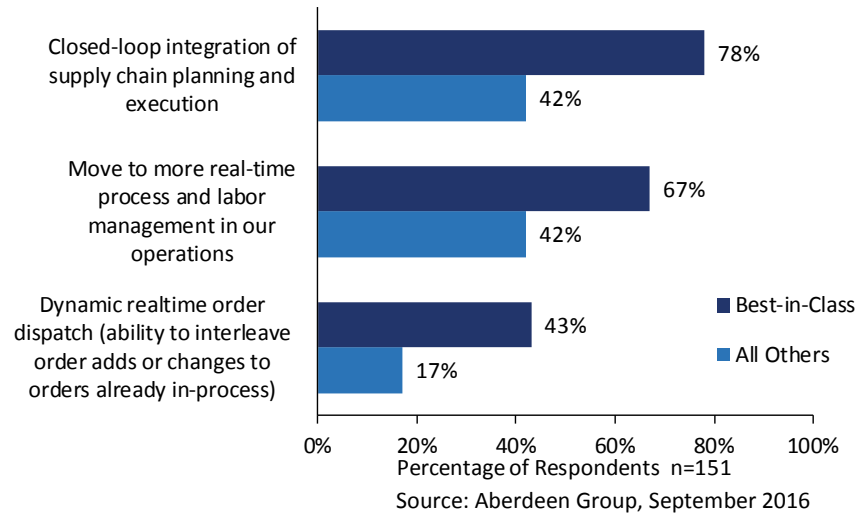 Closed-loop integration of
supply chain planning and
execution
78%
42%
Move to more real-time
process and labor
management in our
operations
67%
42%
Dynamic realtime order
dispatch (ability to interleave
order adds or changes to
orders already in-process)
43%
17%
Best-in-Class
All Others
0% 20% 40% 60% 80% 100%
Percentage of Respondents n=151
Source: Aberdeen Group, September 2016